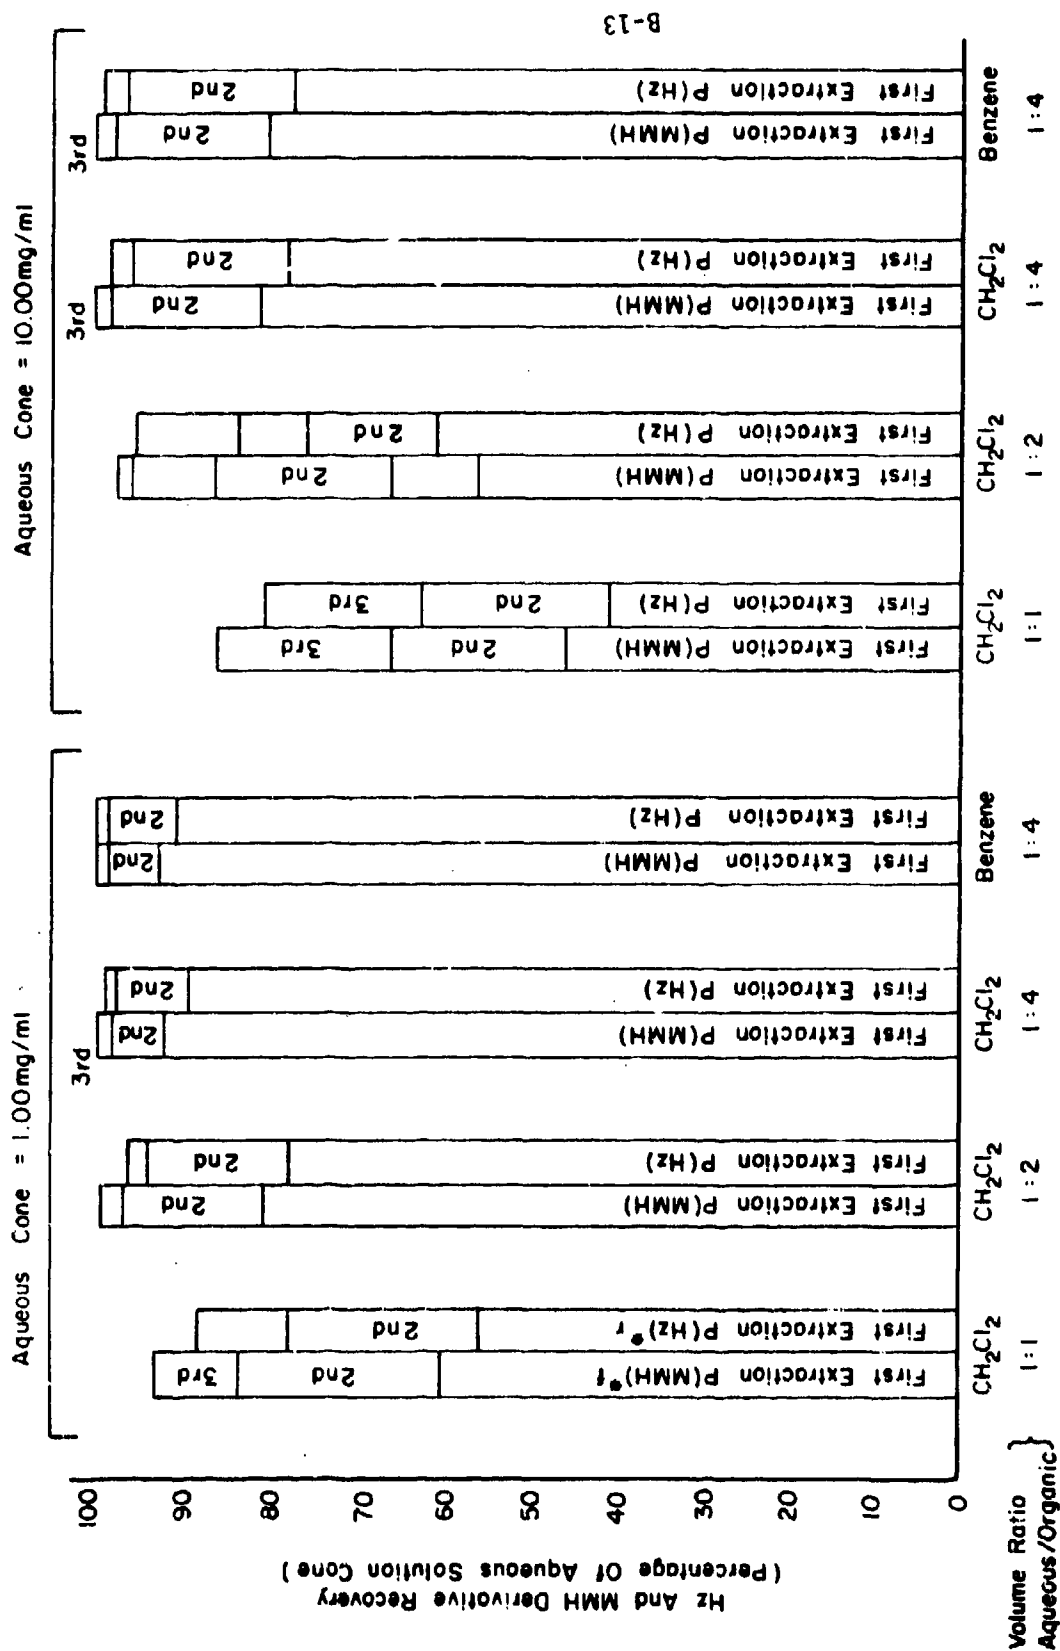 Aqueous Conc = 1.00mg/ml
Aqueous Conc = 10.00mg/ml
3rd
3rd
3rd
Hz And MMH Derivative Recovery
(Percentage Of Aqueous Solution Conc)
100
90
80
70
60
50
40
30
20
10
0
First Extraction P(MMH)*f
2nd
3rd
First Extraction P(Hz)*r
2nd
First Extraction P(MMH)
2nd
First Extraction P(Hz)
2nd
First Extraction P(MMH)
2nd
First Extraction P(Hz)
2nd
First Extraction P(MMH)
2nd
First Extraction P(Hz)
2nd
First Extraction P(MMH)
2nd
3rd
First Extraction P(Hz)
2nd
3rd
First Extraction P(MMH)
2nd
First Extraction P(Hz)
2nd
First Extraction P(MMH)
2nd
First Extraction P(Hz)
2nd
First Extraction P(MMH)
2nd
First Extraction P(Hz)
2nd
CH2Cl2
CH2Cl2
CH2Cl2
Benzene
CH2Cl2
CH2Cl2
CH2Cl2
Benzene
Volume Ratio
Aqueous/Organic
1:1
1:2
1:4
1:4
1:1
1:2
1:4
1:4
B-13